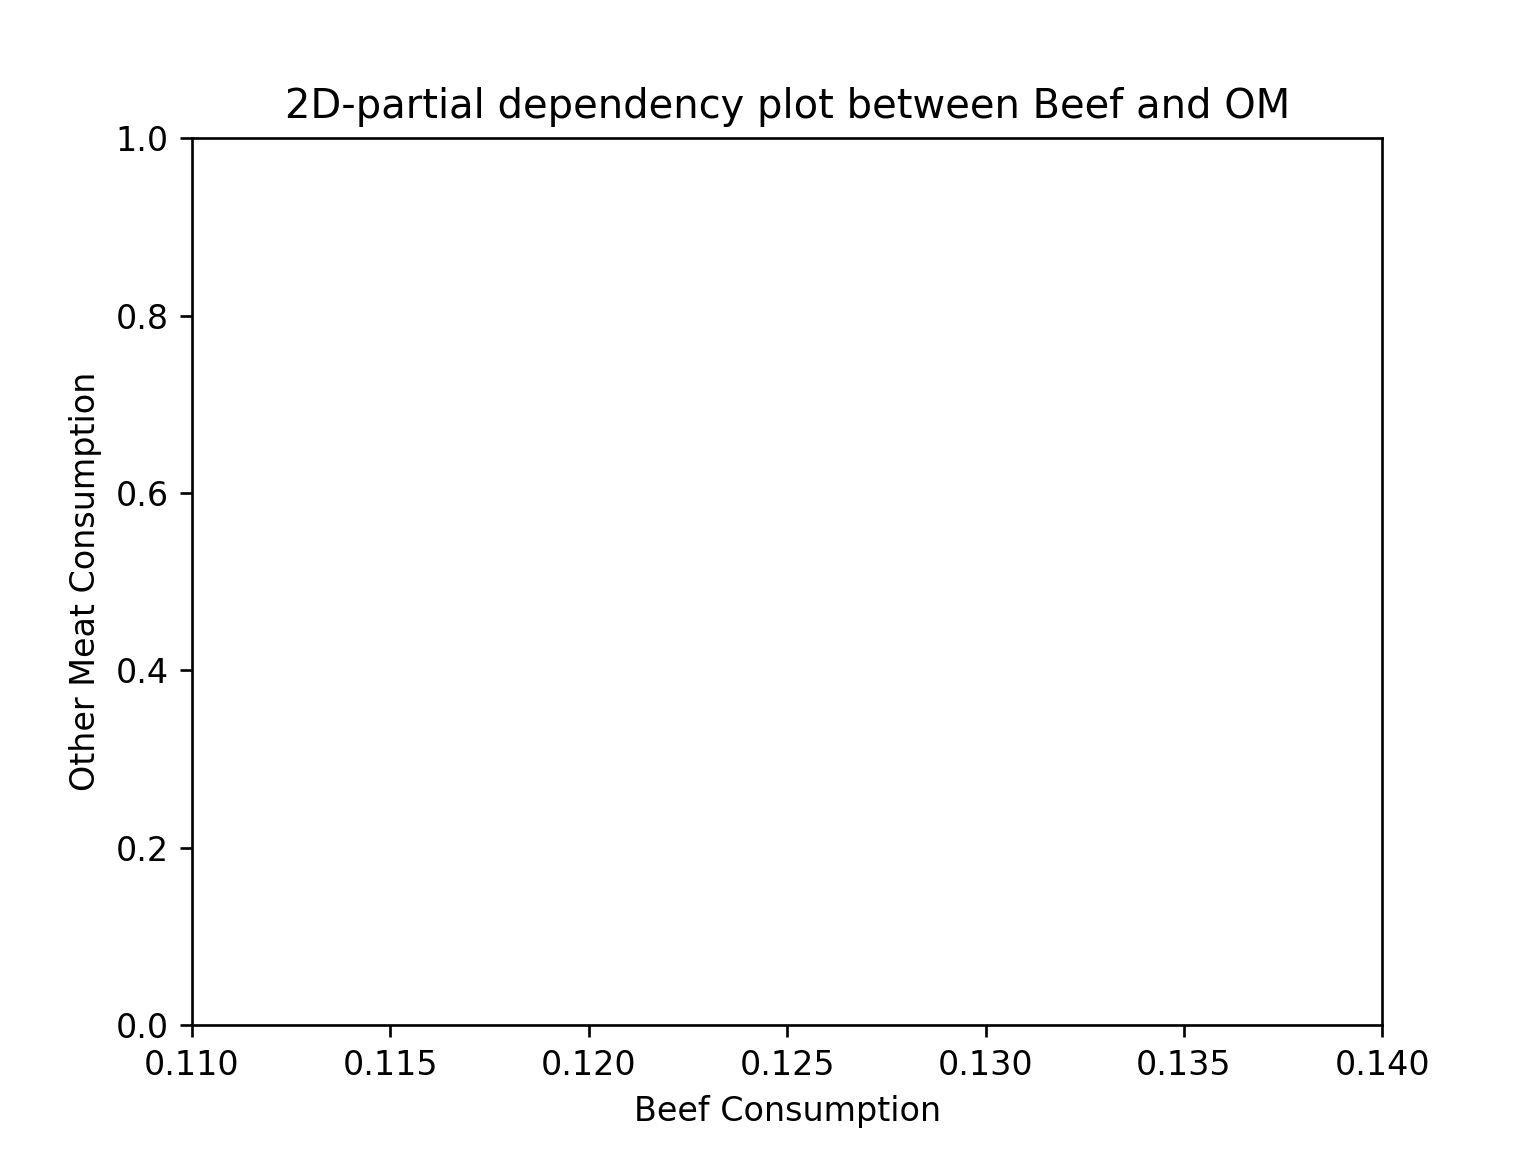 2D-partial dependency plot between Beef and OM
1.0
0.8
0.6
0.4
0.2
0.0
Other Meat Consumption
0.110 0.115 0.120 0.125 0.130 0.135 0.140
Beef Consumption